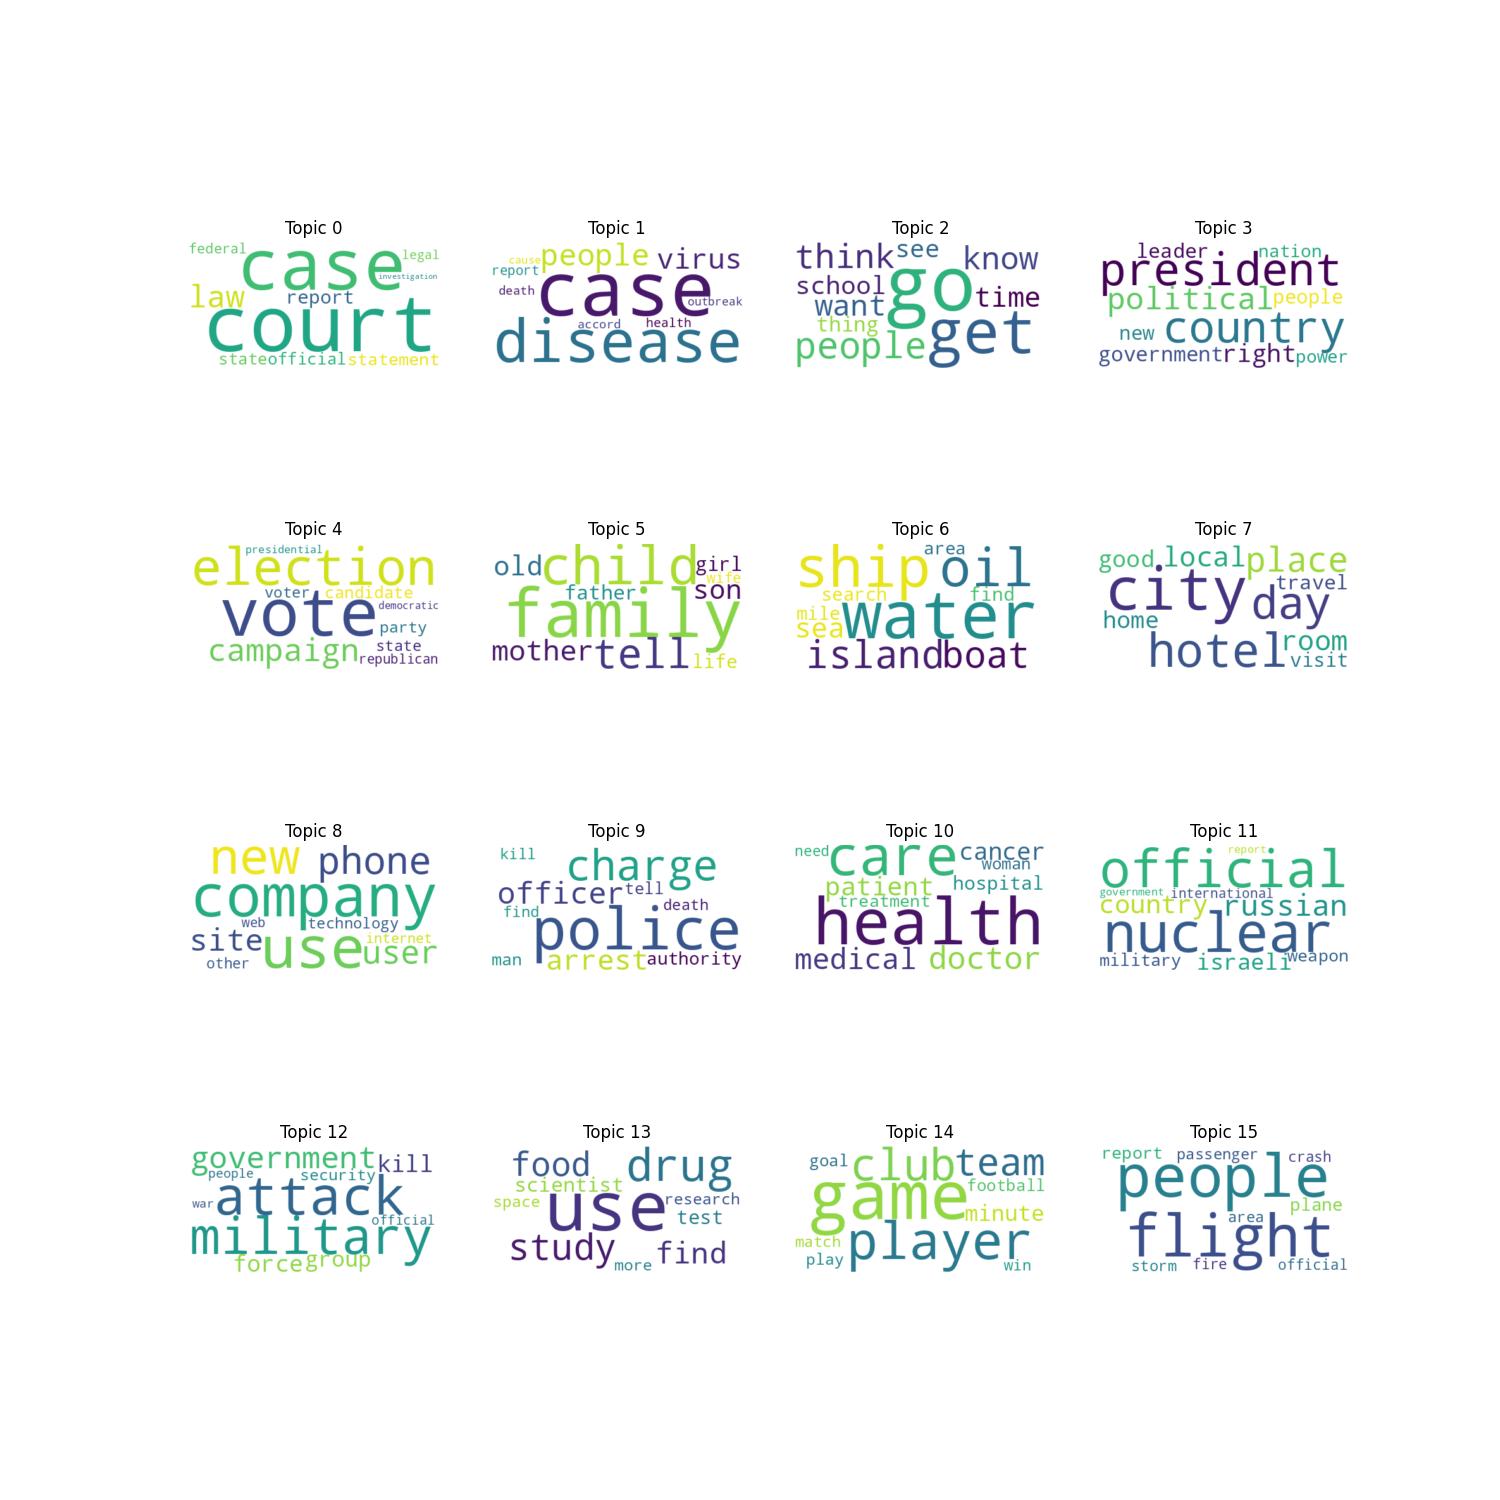 Topic 0
federal case legal
investigation
law report
court
state official statement
Topic 1
cause people virus
report
death case outbreak
accord health
disease
Topic 2
think see know
school go time
want get
thing
people
Topic 3
leader nation
president
political people
new country
government right power
Topic 4
presidential
election
voter candidate
vote democratic
party
campaign state
republican
Topic 5
old child girl
wife
father son
family
mother tell life
Topic 6
area
ship oil
search find
mile water
sea
island boat
Topic 7
good local place
city travel
day
home
hotel room
visit
Topic 8
new phone
company
web technology
site use internet
user
other
Topic 9
kill charge
officer tell
find death
police
man arrest authority
Topic 10
need care cancer
woman
patient hospital
treatment
health
medical doctor
Topic 11
report
official
government international
country russian
nuclear
military israeli weapon
Topic 12
government kill
people security
war attack
official
military
force group
Topic 13
food drug
scientist
space use research
test
study find
more
Topic 14
goal club team
football
game minute
match player
play win
Topic 15
report passenger crash
people
plane
area
flight
storm fire official